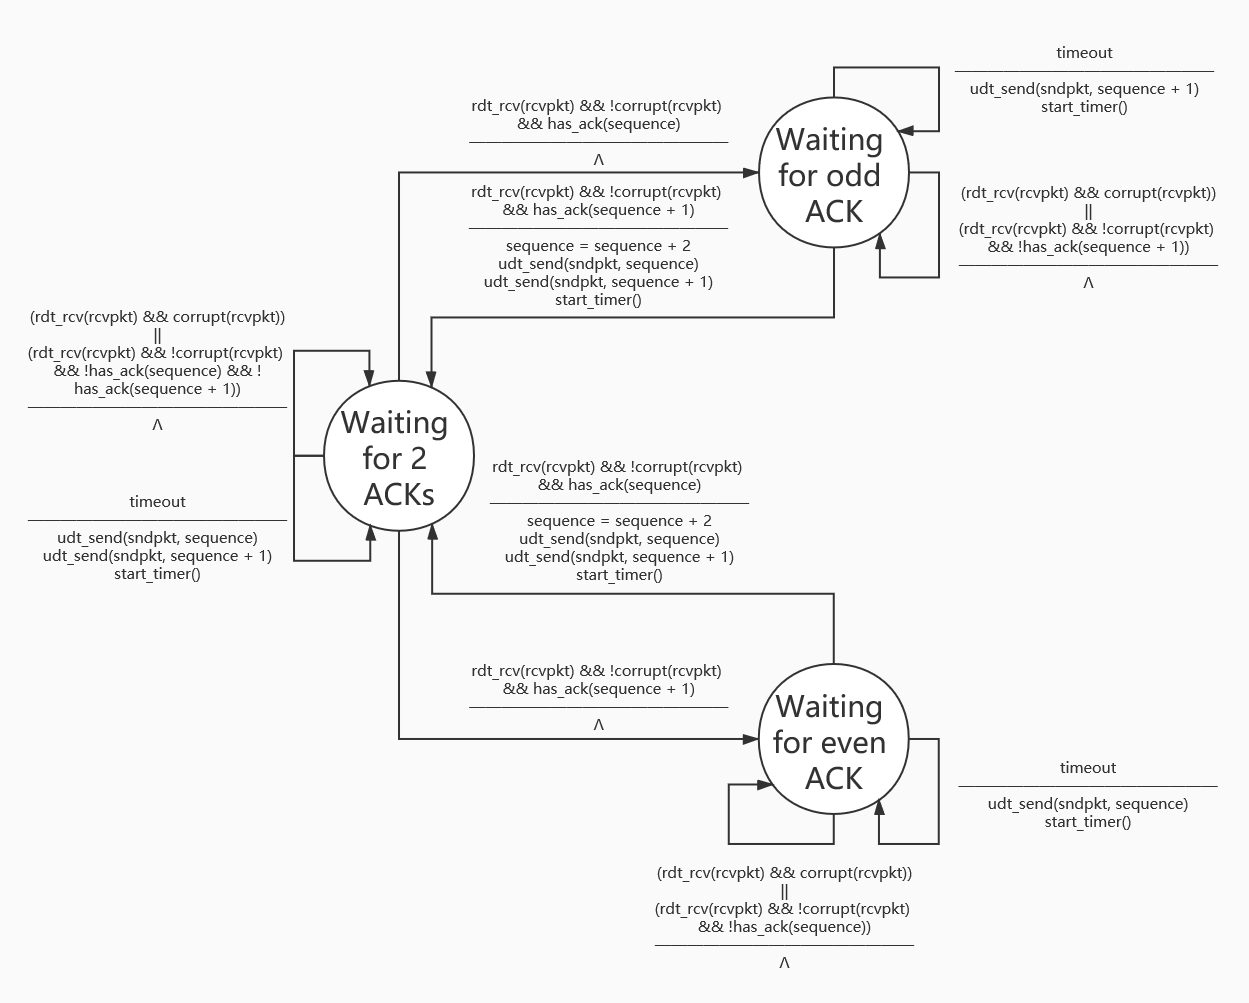 timeout
udt_send(sndpkt, sequence + 1)
start_timer()
rdt_rcv(rcvpkt) && !corrupt(rcvpkt)
&& has_ack(sequence)
Λ
Waiting
for odd
ACK
rdt_rcv(rcvpkt) && !corrupt(rcvpkt)
&& has_ack(sequence + 1)
sequence = sequence + 2
udt_send(sndpkt, sequence)
udt_send(sndpkt, sequence + 1)
start_timer()
(rdt_rcv(rcvpkt) && corrupt(rcvpkt))
||
(rdt_rcv(rcvpkt) && !corrupt(rcvpkt)
&& !has_ack(sequence + 1))
Λ
(rdt_rcv(rcvpkt) && corrupt(rcvpkt))
||
(rdt_rcv(rcvpkt) && !corrupt(rcvpkt)
&& !has_ack(sequence) && !
has_ack(sequence + 1))
Λ
Waiting
for 2
ACKs
timeout
udt_send(sndpkt, sequence)
udt_send(sndpkt, sequence + 1)
start_timer()
rdt_rcv(rcvpkt) && !corrupt(rcvpkt)
&& has_ack(sequence)
sequence = sequence + 2
udt_send(sndpkt, sequence)
udt_send(sndpkt, sequence + 1)
start_timer()
rdt_rcv(rcvpkt) && !corrupt(rcvpkt)
&& has_ack(sequence + 1)
Λ
Waiting
for even
ACK
timeout
udt_send(sndpkt, sequence)
start_timer()
(rdt_rcv(rcvpkt) && corrupt(rcvpkt))
||
(rdt_rcv(rcvpkt) && !corrupt(rcvpkt)
&& !has_ack(sequence))
Λ